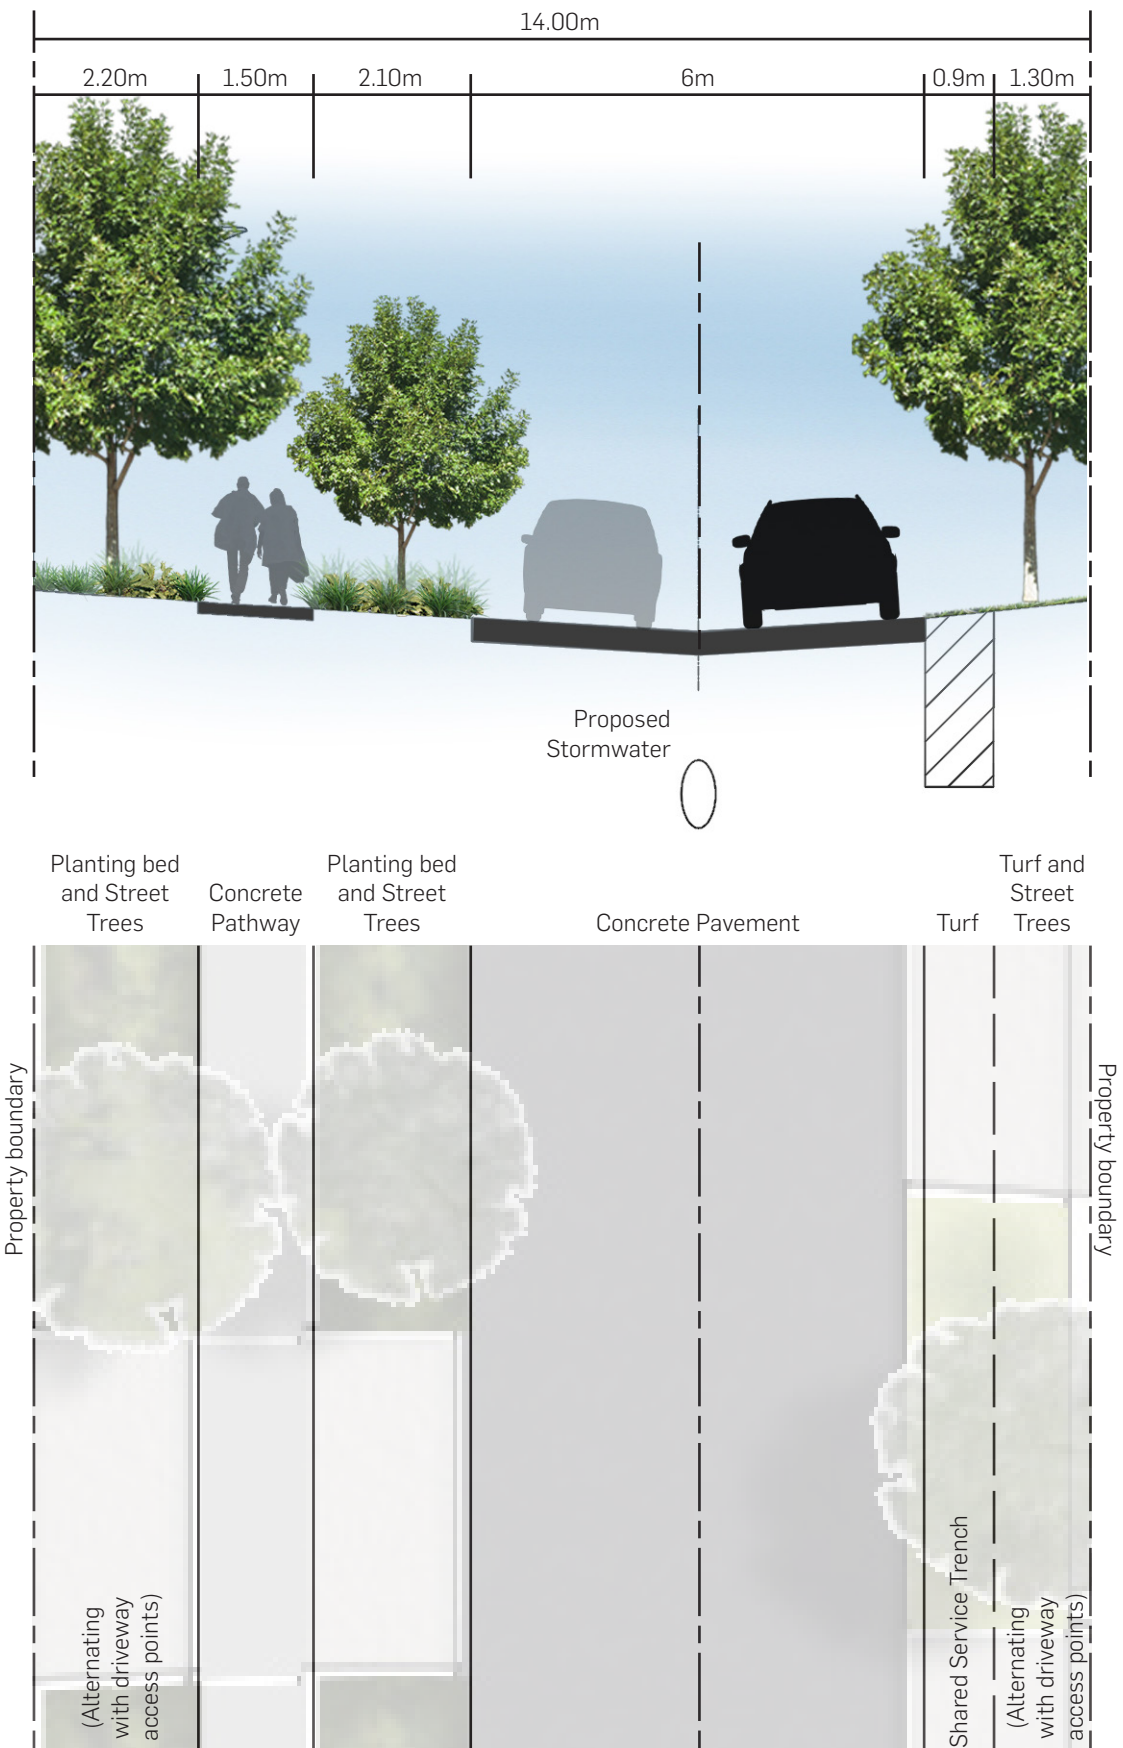 14.00m
2.20m
1.50m
2.10m
6m
0.9m
1.30m
Proposed
Stormwater
Planting bed
and Street
Trees
Concrete
Pathway
Planting bed
and Street
Trees
Concrete Pavement
Turf
Turf and
Street
Trees
Property boundary
Property boundary
(Alternating
with driveway
access points)
Shared Service Trench
(Alternating
with driveway
access points)